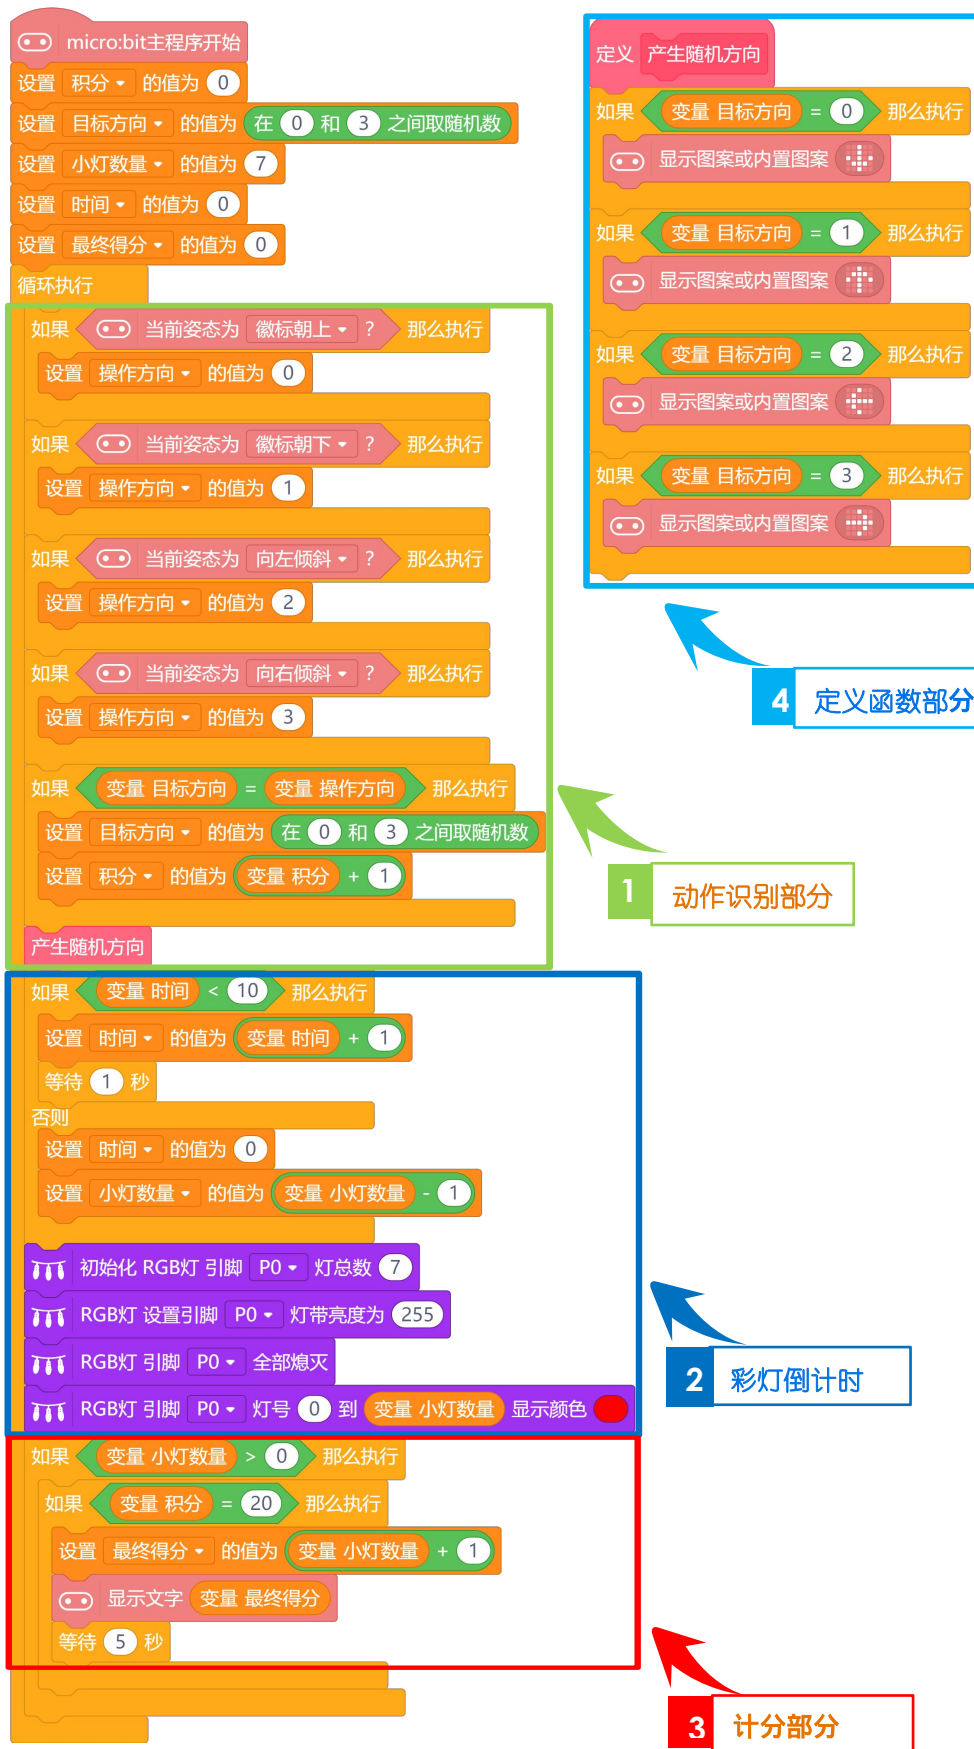 micro:bit主程序开始
设置 积分 的值为 0
设置 目标方向 的值为 在 0 和 3 之间取随机数
设置 小灯数量 的值为 7
设置 时间 的值为 0
设置 最终得分 的值为 0
循环执行
如果 当前姿态为 徽标朝上 ? 那么执行
设置 操作方向 的值为 0
如果 当前姿态为 徽标朝下 ? 那么执行
设置 操作方向 的值为 1
如果 当前姿态为 向左倾斜 ? 那么执行
设置 操作方向 的值为 2
如果 当前姿态为 向右倾斜 ? 那么执行
设置 操作方向 的值为 3
如果 变量 目标方向 = 变量 操作方向 那么执行
设置 目标方向 的值为 在 0 和 3 之间取随机数
设置 积分 的值为 变量 积分 + 1
产生随机方向
如果 变量 时间 < 10 那么执行
设置 时间 的值为 变量 时间 + 1
等待 1 秒
否则
设置 时间 的值为 0
设置 小灯数量 的值为 变量 小灯数量 - 1
初始化 RGB灯 引脚 P0 灯总数 7
RGB灯 设置引脚 P0 灯带亮度为 255
RGB灯 引脚 P0 全部熄灭
RGB灯 引脚 P0 灯号 0 到 变量 小灯数量 显示颜色
如果 变量 小灯数量 > 0 那么执行
如果 变量 积分 = 20 那么执行
设置 最终得分 的值为 变量 小灯数量 + 1
显示文字 变量 最终得分
等待 5 秒
定义 产生随机方向
如果 变量 目标方向 = 0 那么执行
显示图案或内置图案
如果 变量 目标方向 = 1 那么执行
显示图案或内置图案
如果 变量 目标方向 = 2 那么执行
显示图案或内置图案
如果 变量 目标方向 = 3 那么执行
显示图案或内置图案
4 定义函数部分
1 动作识别部分
2 彩灯倒计时
3 计分部分